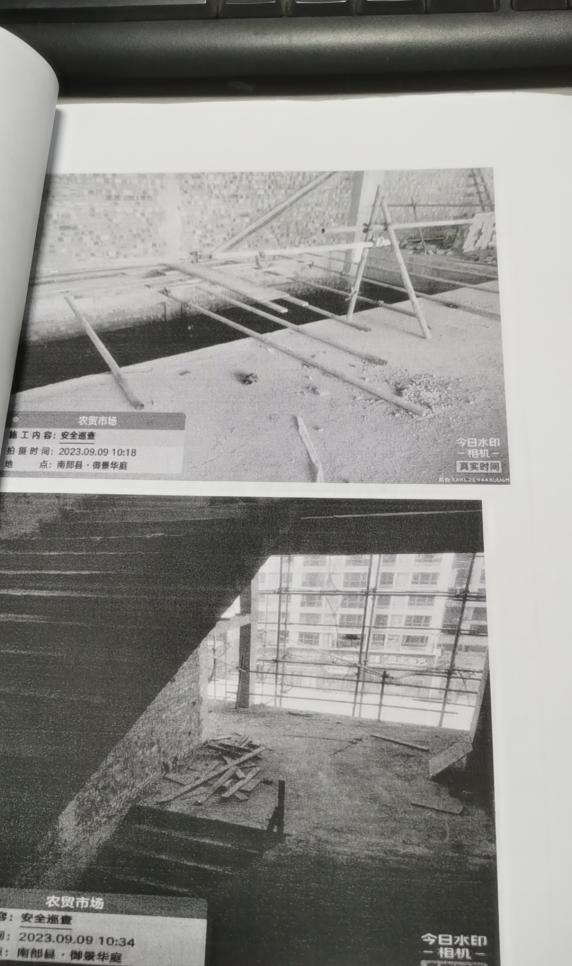 农贸市场
施工内容：安全巡查
拍摄时间：2023.09.09 10:18
地 点：南部县·御景华庭
今日水印
相机
真实时间
农贸市场
容：安全巡查
间：2023.09.09 10:34
点：南部县·御景华庭
今日水印
相机